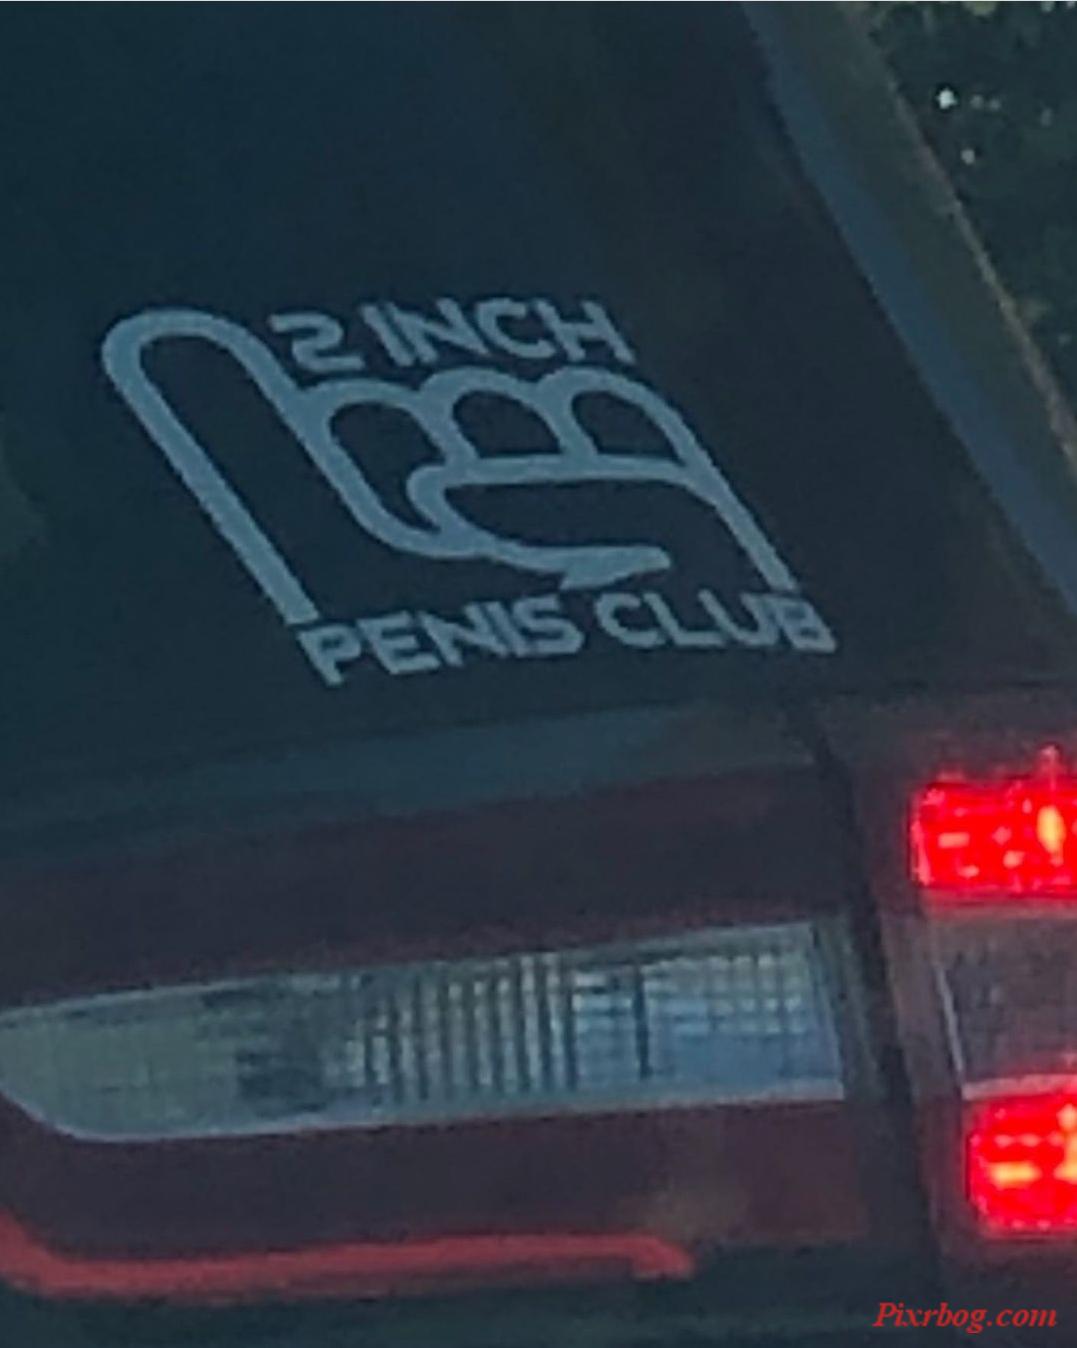 2 INCH
PENIS CLUB
Pixrbog.com